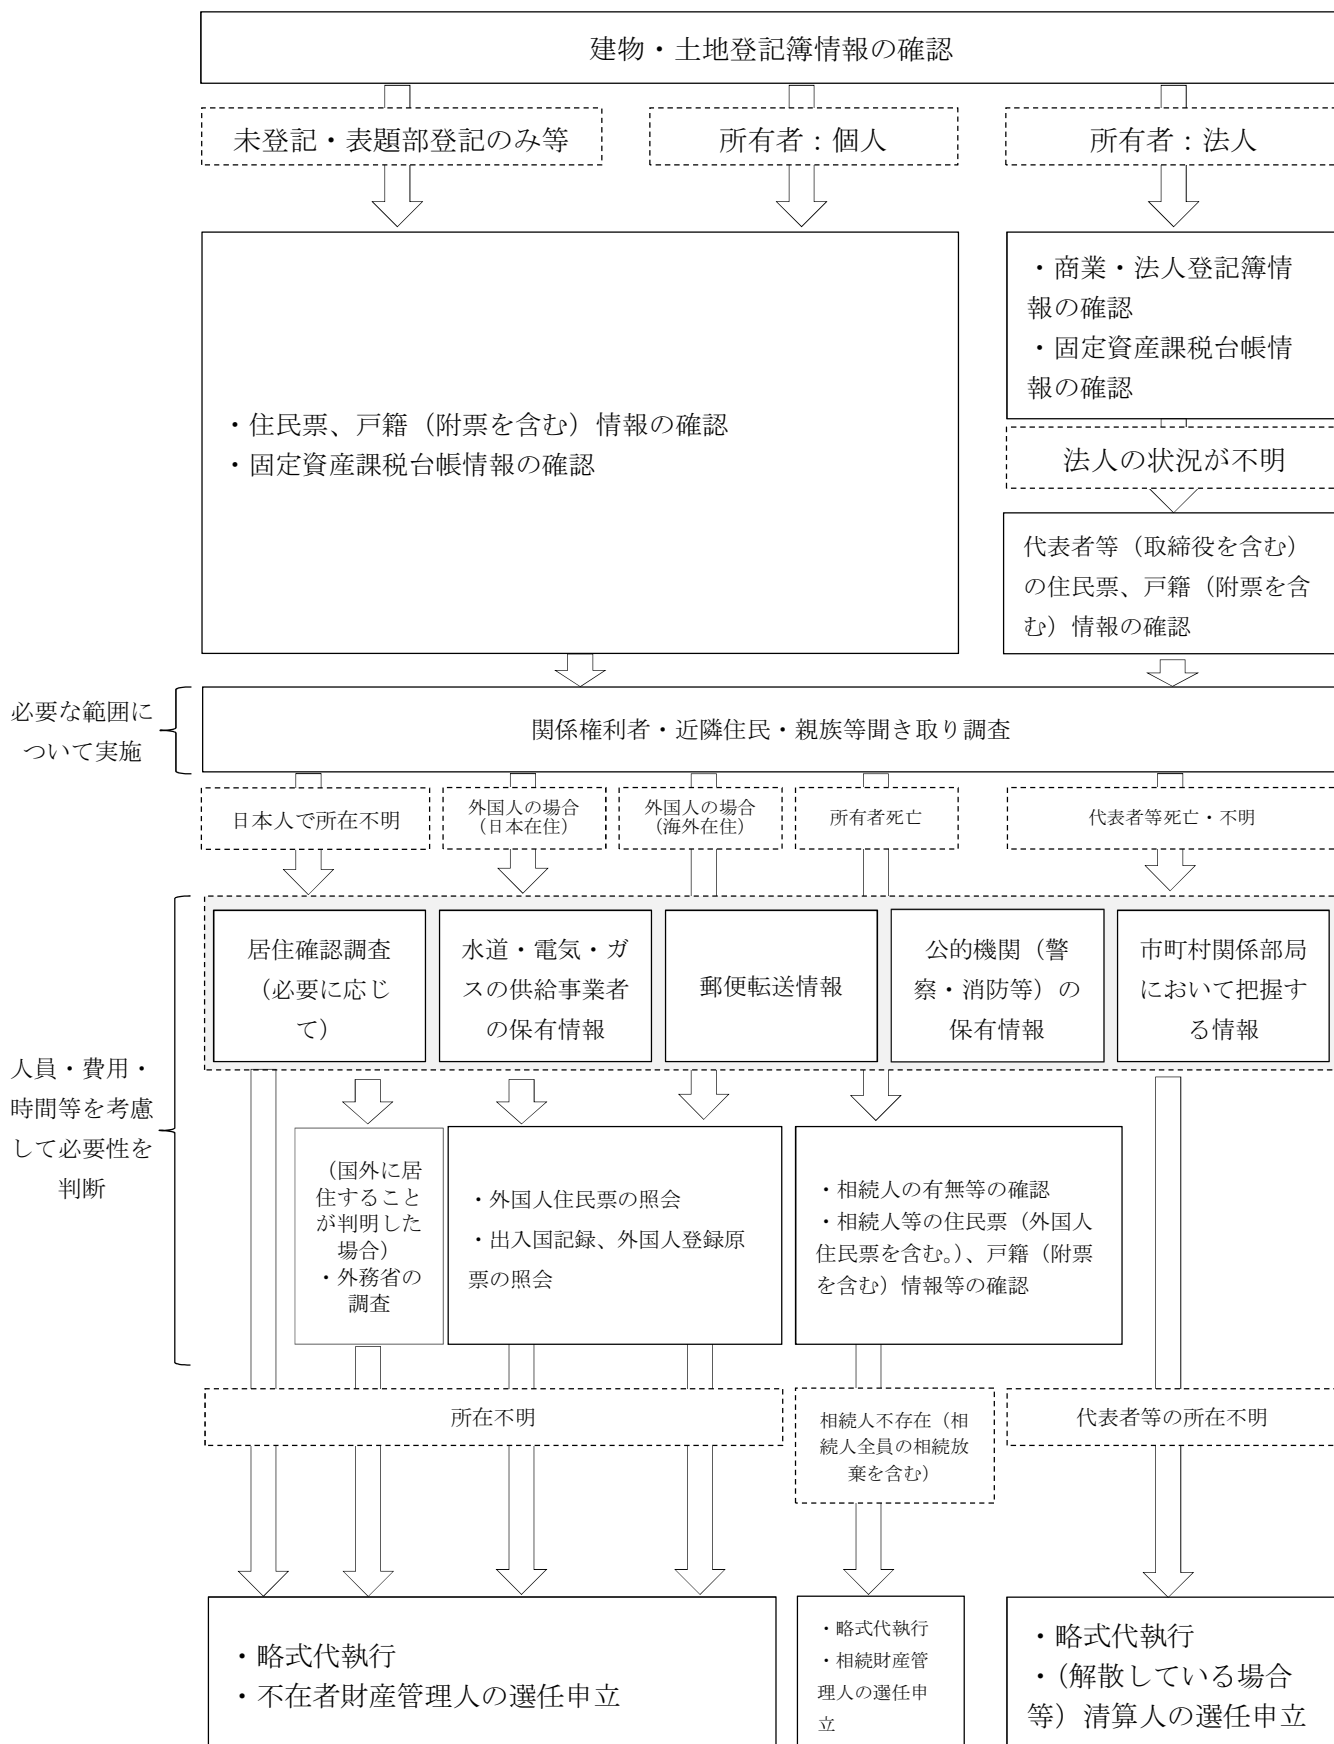 建物・土地登記簿情報の確認
未登記・表題部登記のみ等
所有者：個人
所有者：法人
・住民票、戸籍（附票を含む）情報の確認
・固定資産課税台帳情報の確認
・商業・法人登記簿情
報の確認
・固定資産課税台帳情
報の確認
法人の状況が不明
代表者等（取締役を含む）
の住民票、戸籍（附票を含
む）情報の確認
必要な範囲に
ついて実施
関係権利者・近隣住民・親族等聞き取り調査
日本人で所在不明
外国人の場合
（日本在住）
外国人の場合
（海外在住）
所有者死亡
代表者等死亡・不明
人員・費用・
時間等を考慮
して必要性を
判断
居住確認調査
（必要に応じ
て）
水道・電気・ガ
スの供給事業者
の保有情報
郵便転送情報
公的機関（警
察・消防等）の
保有情報
市町村関係部局
において把握す
る情報
（国外に居
住すること
が判明した
場合）
・外務省の
調査
・外国人住民票の照会
・出入国記録、外国人登録原
票の照会
・相続人の有無等の確認
・相続人等の住民票（外国人
住民票を含む。）、戸籍（附票
を含む）情報等の確認
所在不明
相続人不存在（相
続人全員の相続放
棄を含む）
代表者等の所在不明
・略式代執行
・不在者財産管理人の選任申立
・略式代執行
・相続財産管
理人の選任申
立
・略式代執行
・（解散している場合
等）清算人の選任申立